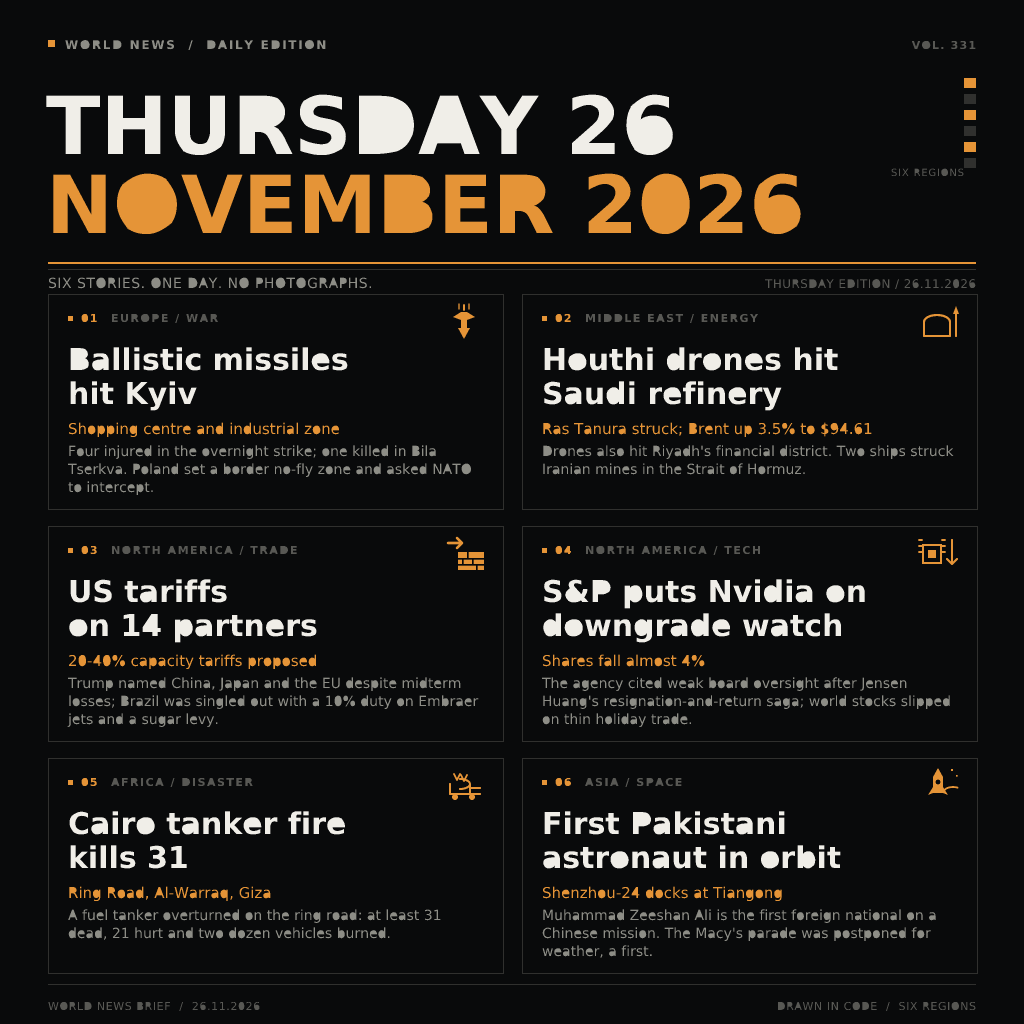 WORLD NEWS / DAILY EDITION
VOL. 331
THURSDAY 26
NOVEMBER 2026
SIX REGIONS
SIX STORIES. ONE DAY. NO PHOTOGRAPHS.
THURSDAY EDITION / 26.11.2026
01 EUROPE / WAR
Ballistic missiles
hit Kyiv
Shopping centre and industrial zone
Four injured in the overnight strike; one killed in Bila
Tserkva. Poland set a border no-fly zone and asked NATO
to intercept.
02 MIDDLE EAST / ENERGY
Houthi drones hit
Saudi refinery
Ras Tanura struck; Brent up 3.5% to $94.61
Drones also hit Riyadh's financial district. Two ships struck
Iranian mines in the Strait of Hormuz.
03 NORTH AMERICA / TRADE
US tariffs
on 14 partners
20-40% capacity tariffs proposed
Trump named China, Japan and the EU despite midterm
losses; Brazil was singled out with a 10% duty on Embraer
jets and a sugar levy.
04 NORTH AMERICA / TECH
S&P puts Nvidia on
downgrade watch
Shares fall almost 4%
The agency cited weak board oversight after Jensen
Huang's resignation-and-return saga; world stocks slipped
on thin holiday trade.
05 AFRICA / DISASTER
Cairo tanker fire
kills 31
Ring Road, Al-Warraq, Giza
A fuel tanker overturned on the ring road: at least 31
dead, 21 hurt and two dozen vehicles burned.
06 ASIA / SPACE
First Pakistani
astronaut in orbit
Shenzhou-24 docks at Tiangong
Muhammad Zeeshan Ali is the first foreign national on a
Chinese mission. The Macy's parade was postponed for
weather, a first.
WORLD NEWS BRIEF / 26.11.2026
DRAWN IN CODE / SIX REGIONS